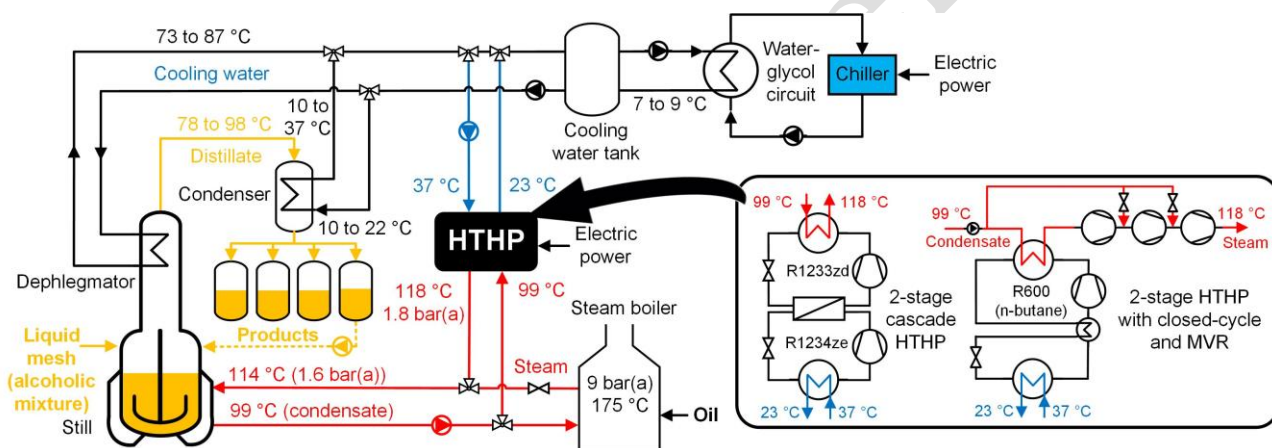 73 to 87 °C
Cooling water
78 to 98 °C
Distillate
10 to
37 °C
Condenser
10 to 22 °C
Dephlegmator
Liquid
mesh
(alcoholic
mixture)
Still
Products
114 °C (1.6 bar(a))
99 °C (condensate)
37 °C
23 °C
HTHP
Electric
power
118 °C
1.8 bar(a)
99 °C
Steam
Steam boiler
9 bar(a)
175 °C
Oil
Cooling
water tank
7 to 9 °C
Water-
glycol
circuit
Chiller
Electric
power
99 °C
118 °C
R1233zd
R1234ze
2-stage
cascade
HTHP
23 °C
37 °C
99 °C
Condensate
118 °C
Steam
R600
(n-butane)
2-stage HTHP
with closed-cycle
and MVR
23 °C
37 °C